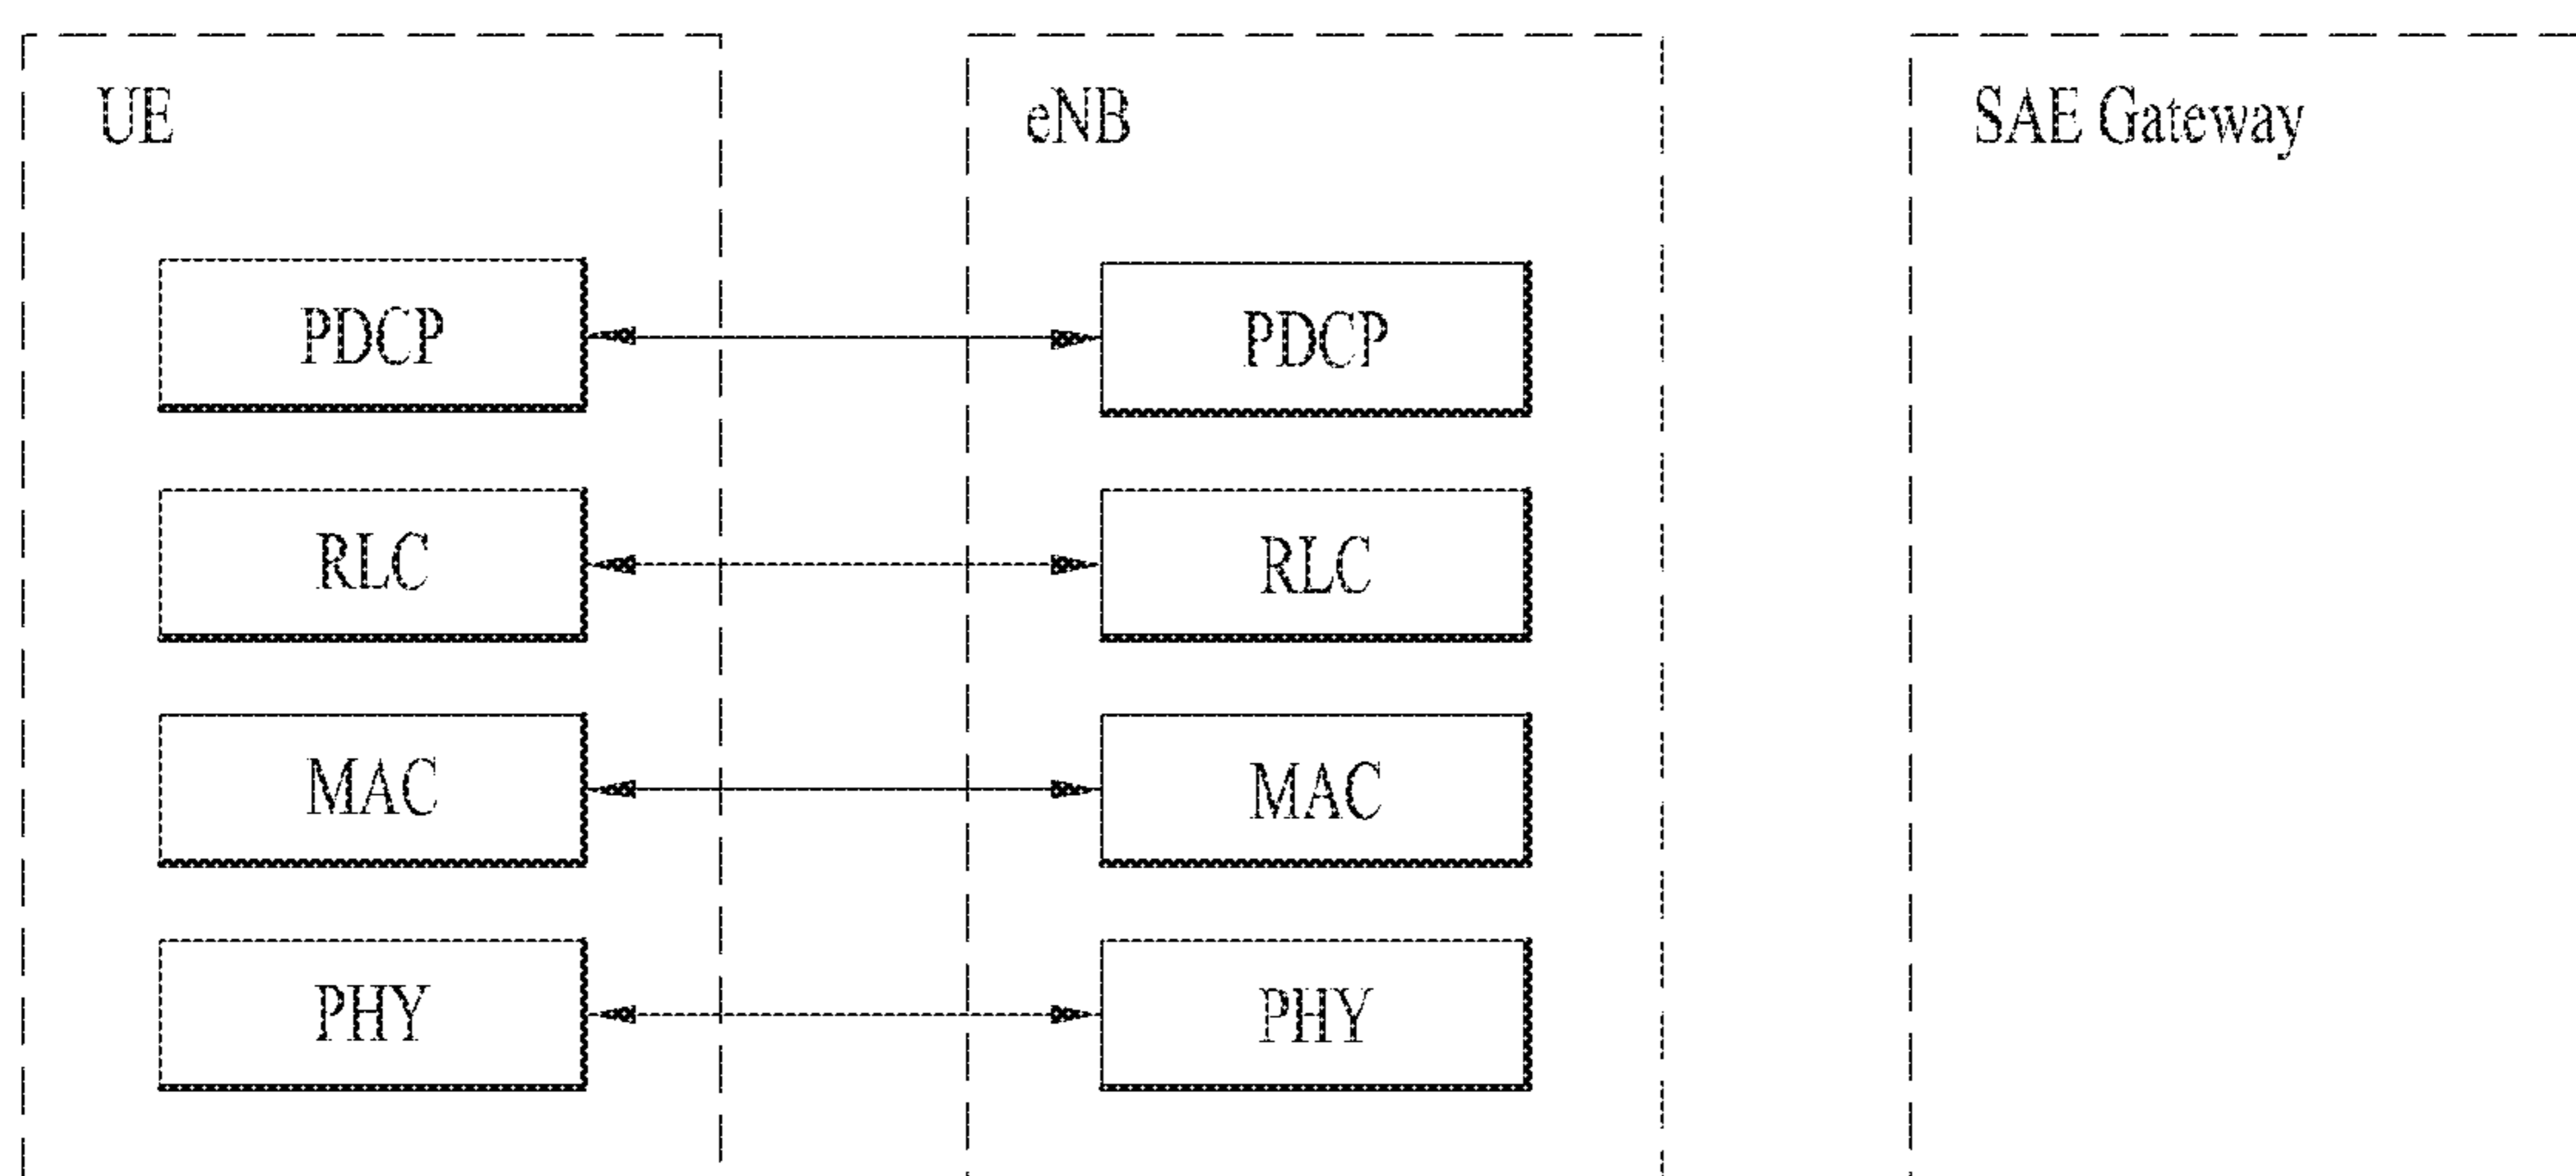 UE
eNB
SAE Gateway
PDCP
PDCP
RLC
RLC
MAC
MAC
PHY
PHY